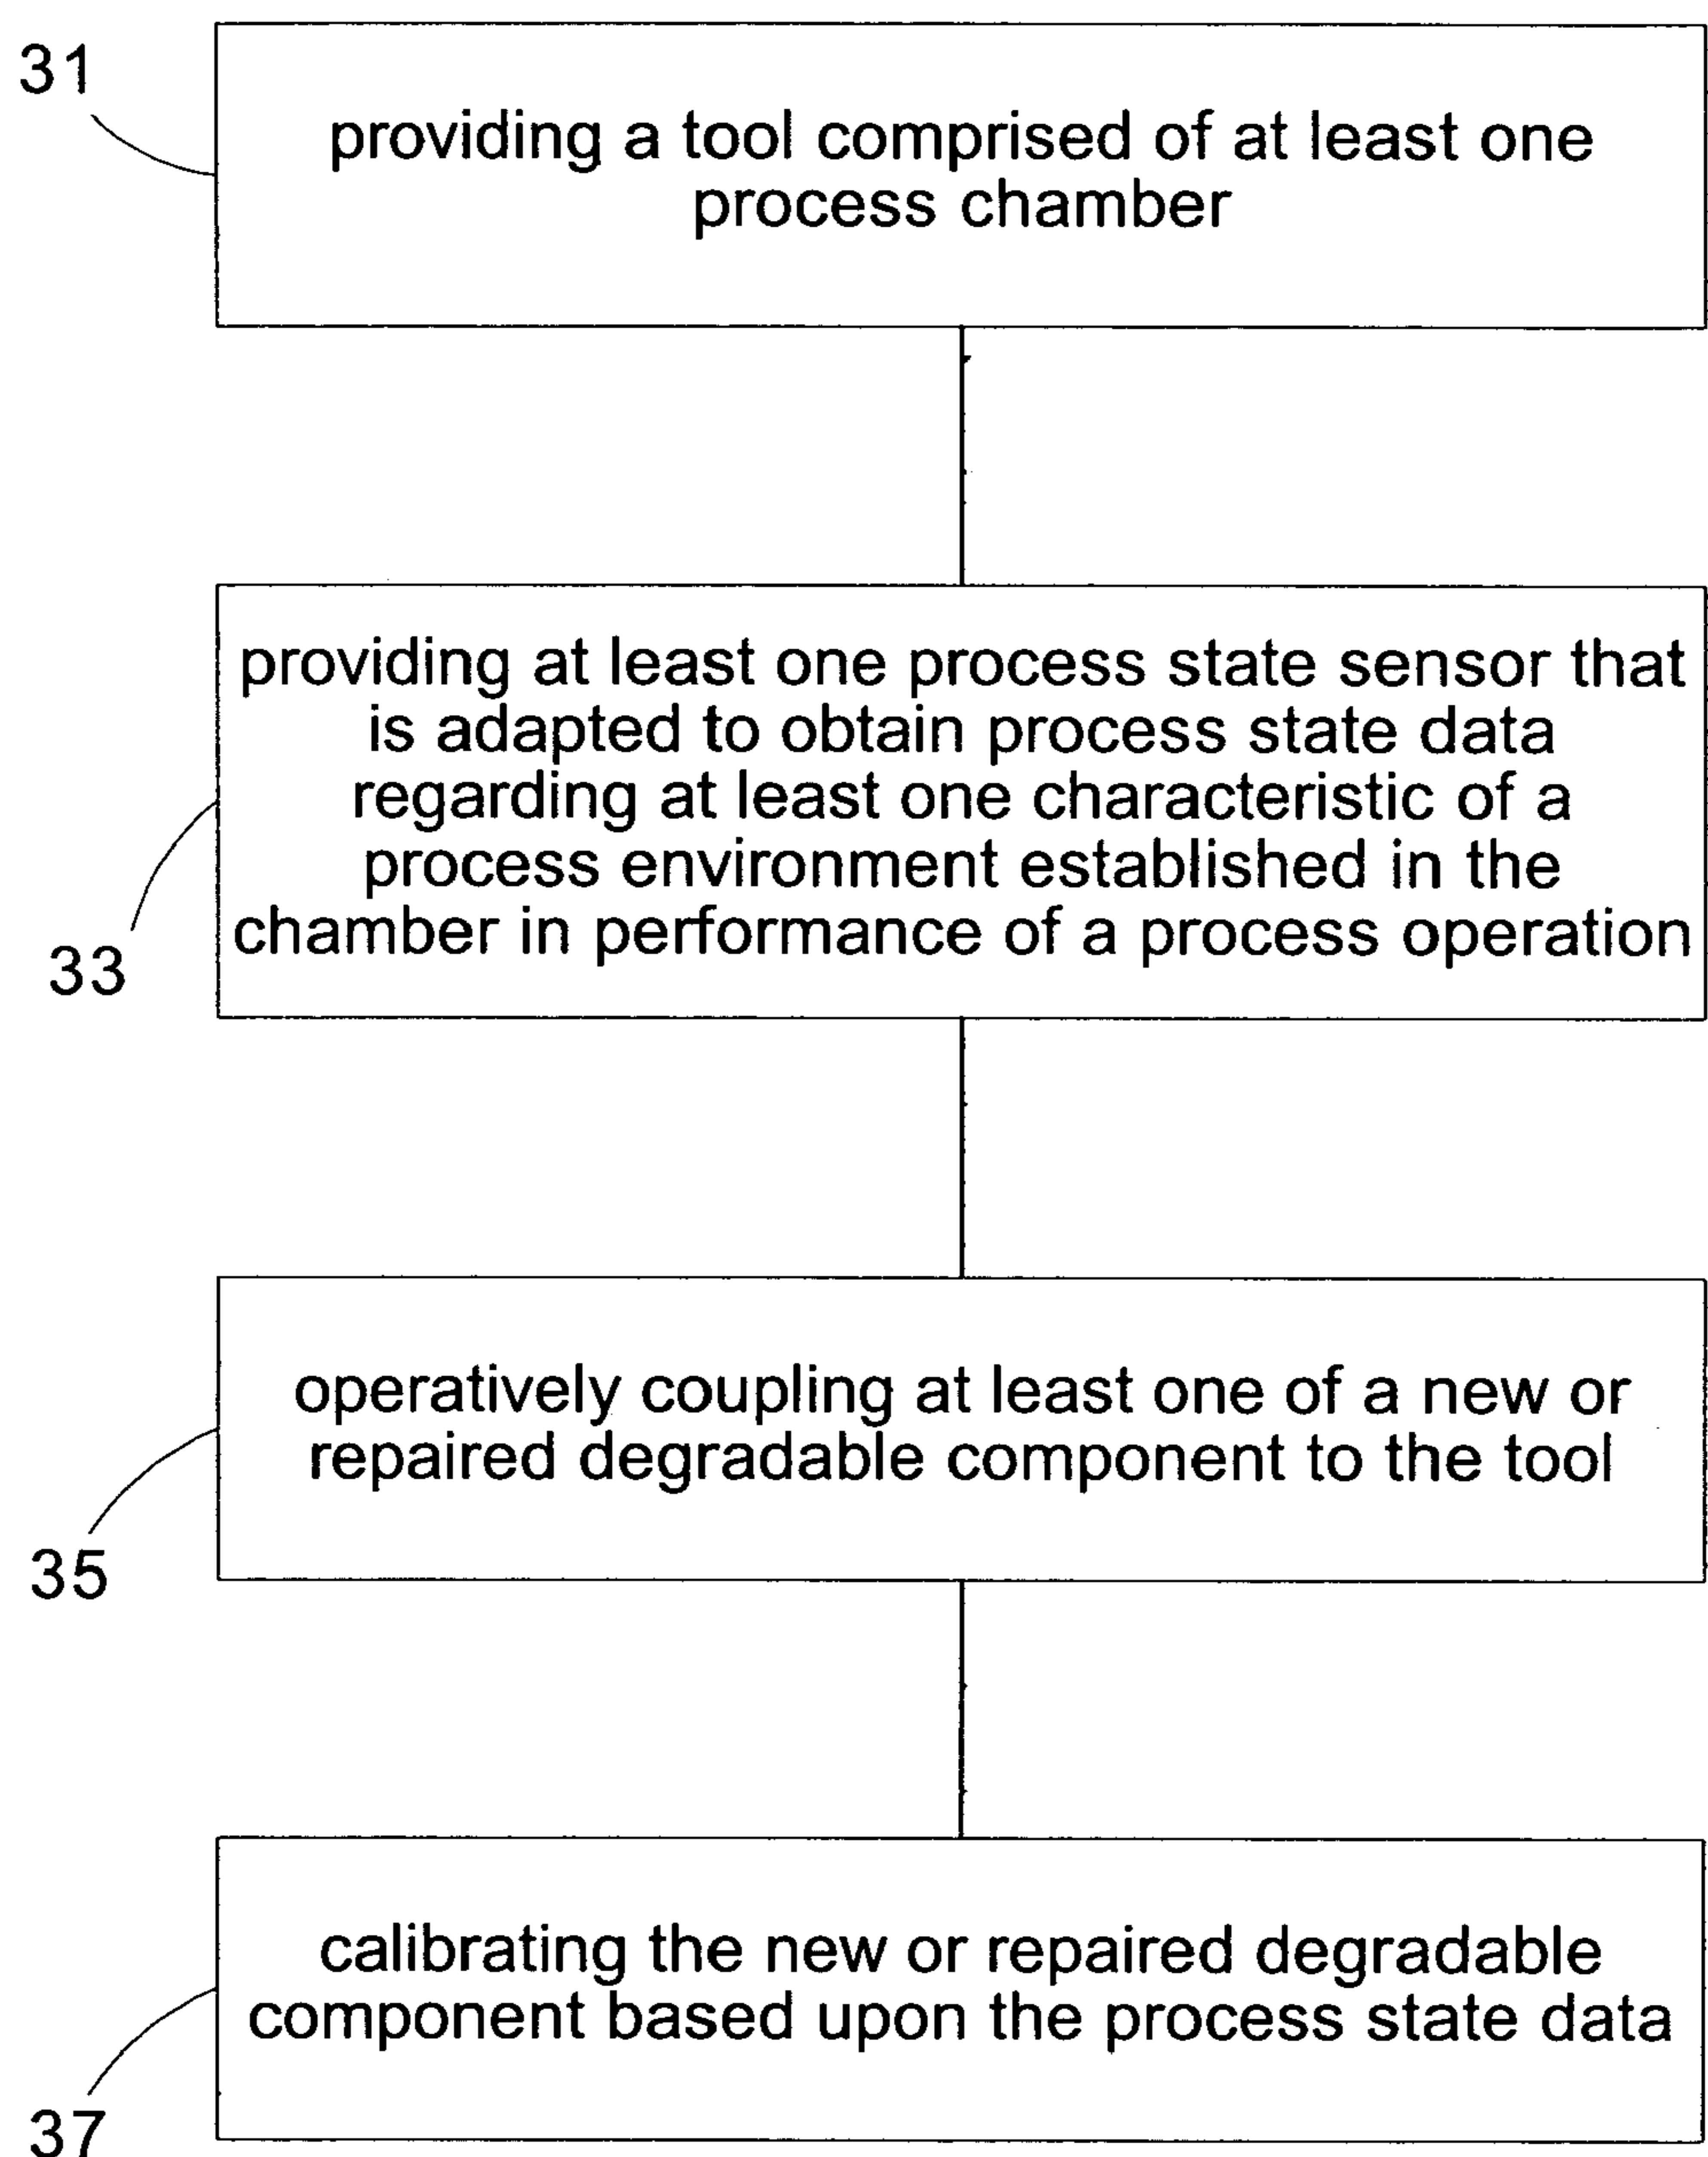 31
providing a tool comprised of at least one
process chamber
providing at least one process state sensor that
is adapted to obtain process state data
regarding at least one characteristic of a
process environment established in the
chamber in performance of a process operation
33
operatively coupling at least one of a new or
repaired degradable component to the tool
35
calibrating the new or repaired degradable
component based upon the process state data
37